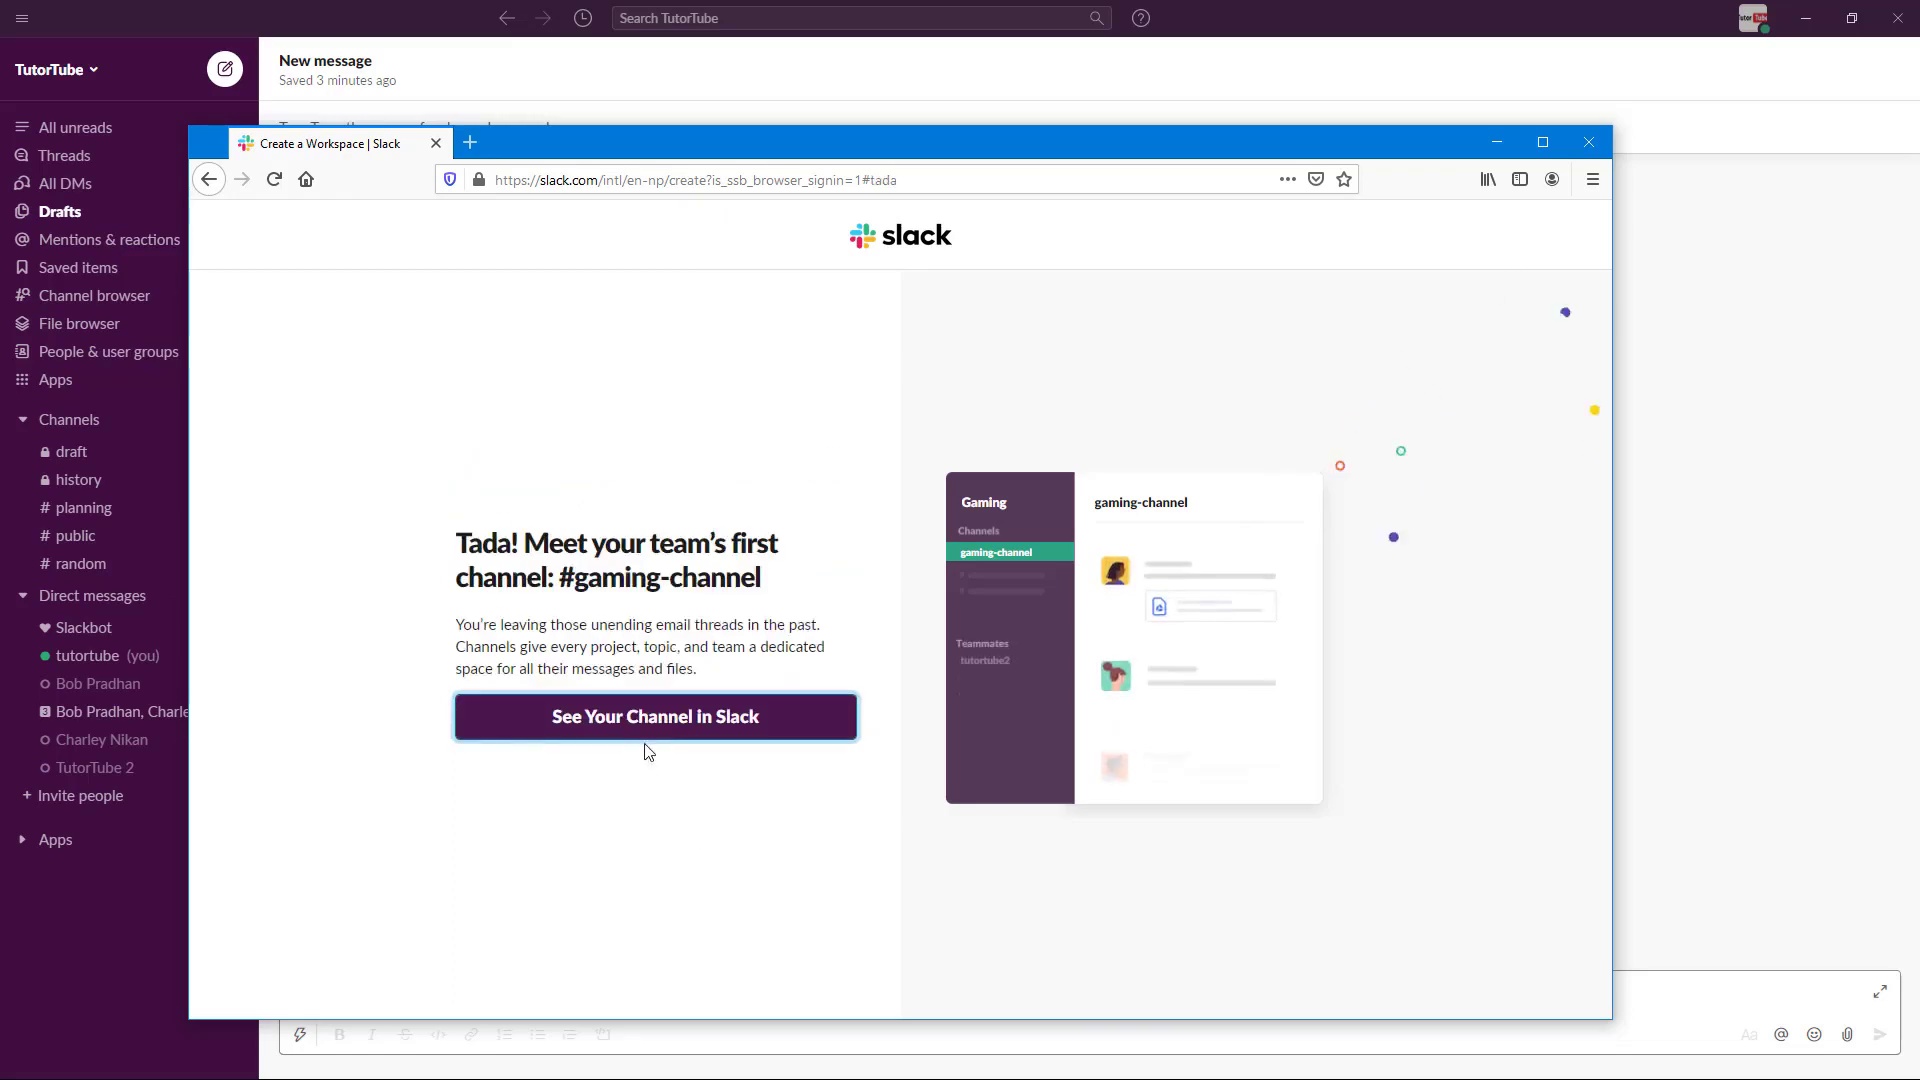 Search TutorTube
TutorTube
New message
Saved 3 minutes ago
All unreads
Threads
All DMs
Drafts
Mentions & reactions
Saved items
Channel browser
File browser
People & user groups
Apps
Channels
draft
history
# planning
# public
# random
Direct messages
Slackbot
tutortube (you)
Bob Pradhan
3 Bob Pradhan, Charle
Charley Nikan
TutorTube 2
+ Invite people
Apps
Create a Workspace | Slack
https://slack.com/intl/en-np/create?is_ssb_browser_signin=1#tada
slack
Tada! Meet your team's first
channel: #gaming-channel
You're leaving those unending email threads in the past.
Channels give every project, topic, and team a dedicated
space for all their messages and files.
See Your Channel in Slack
Gaming
Channels
gaming-channel
Teammates
tutortube2
gaming-channel
B I S
Aa @